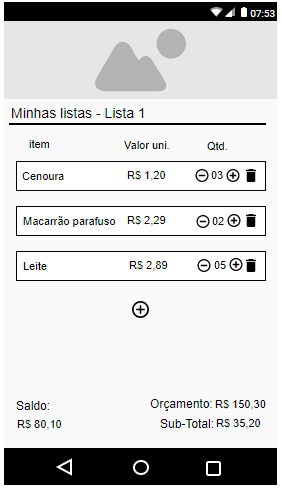 07:53
Minhas listas - Lista 1
item Valor uni. Qtd.
Cenoura R$ 1,20 03
Macarrão parafuso R$ 2,29 02
Leite R$ 2,89 05
Saldo: Orçamento: R$ 150,30
R$ 80,10 Sub-Total: R$ 35,20